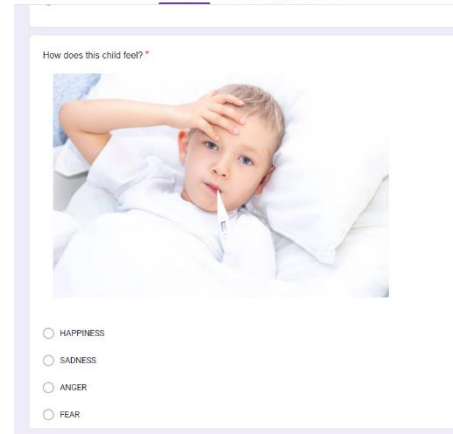 How does this child feel? *
HAPPINESS
SADNESS
ANGER
FEAR